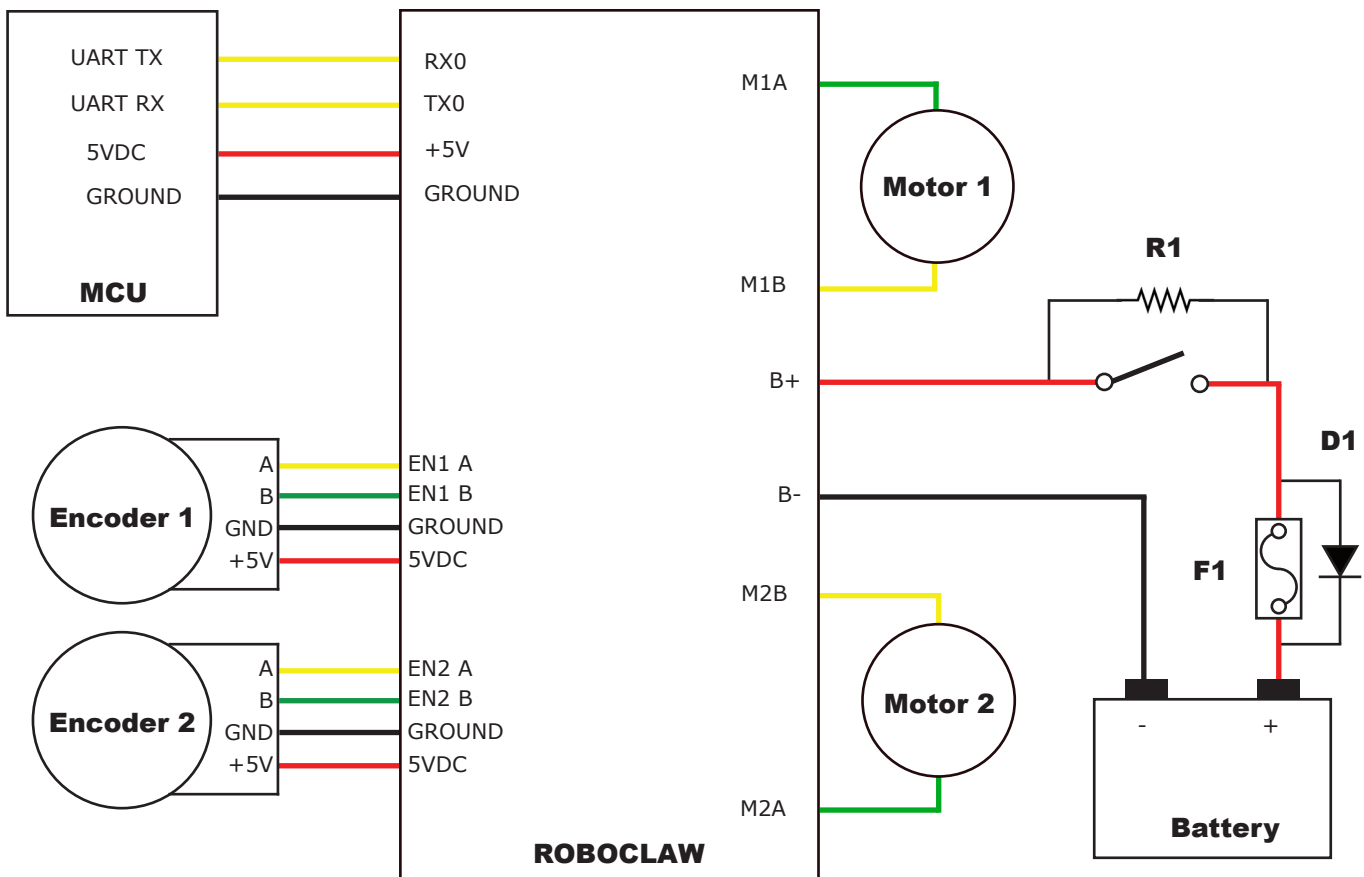 UART TX
UART RX
5VDC
GROUND
MCU
RX0
TX0
+5V
GROUND
M1A
Motor 1
M1B
R1
B+
D1
B-
F1
Encoder 1
A
B
GND
+5V
EN1 A
EN1 B
GROUND
5VDC
Encoder 2
A
B
GND
+5V
EN2 A
EN2 B
GROUND
5VDC
M2B
Motor 2
M2A
- +
Battery
ROBOCLAW